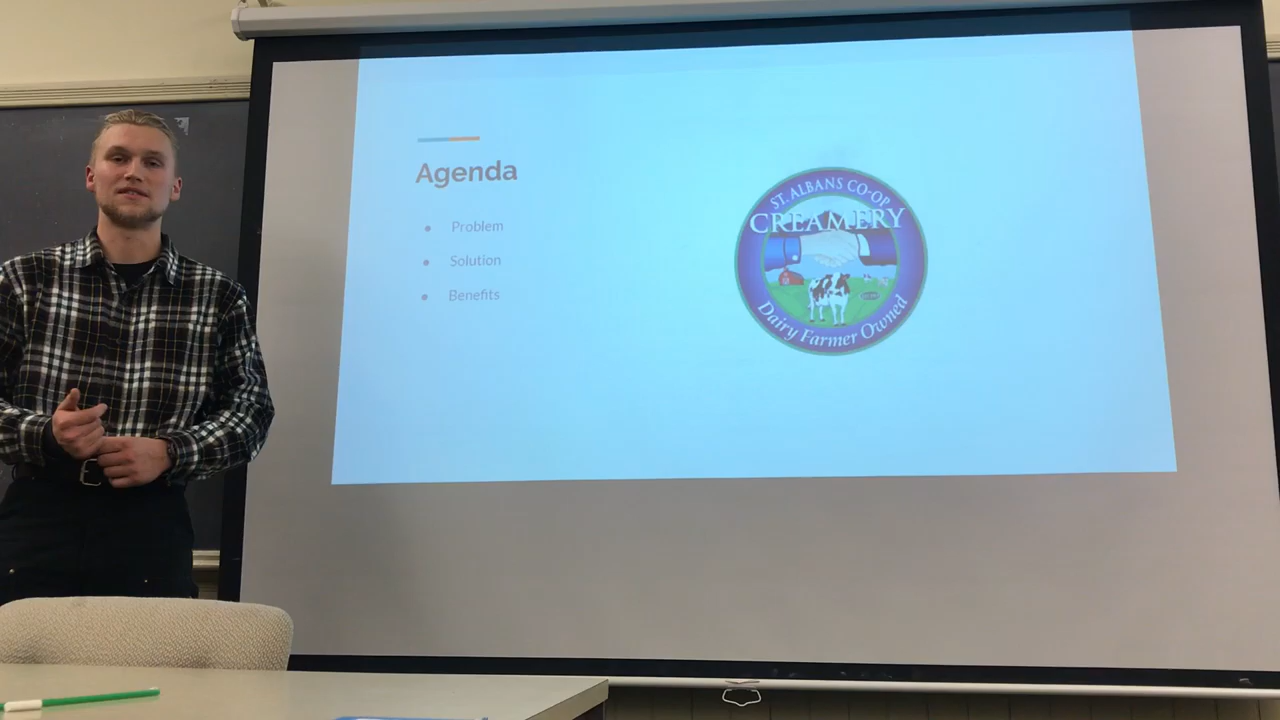 Agenda
Problem
Solution
Benefits
ST. ALBANS CO-OP
CREAMERY
Dairy Farmer Owned